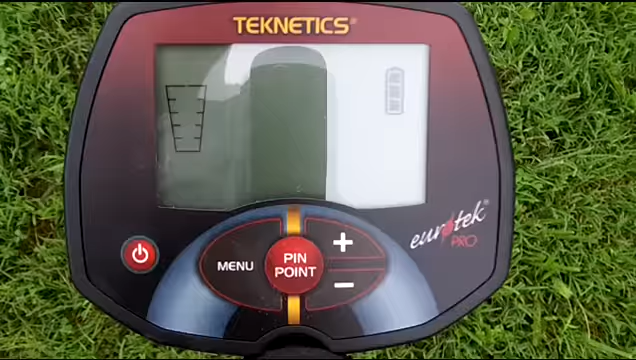 TEKNETICS®
eurotek®
PRO
MENU
PIN
POINT
+
−